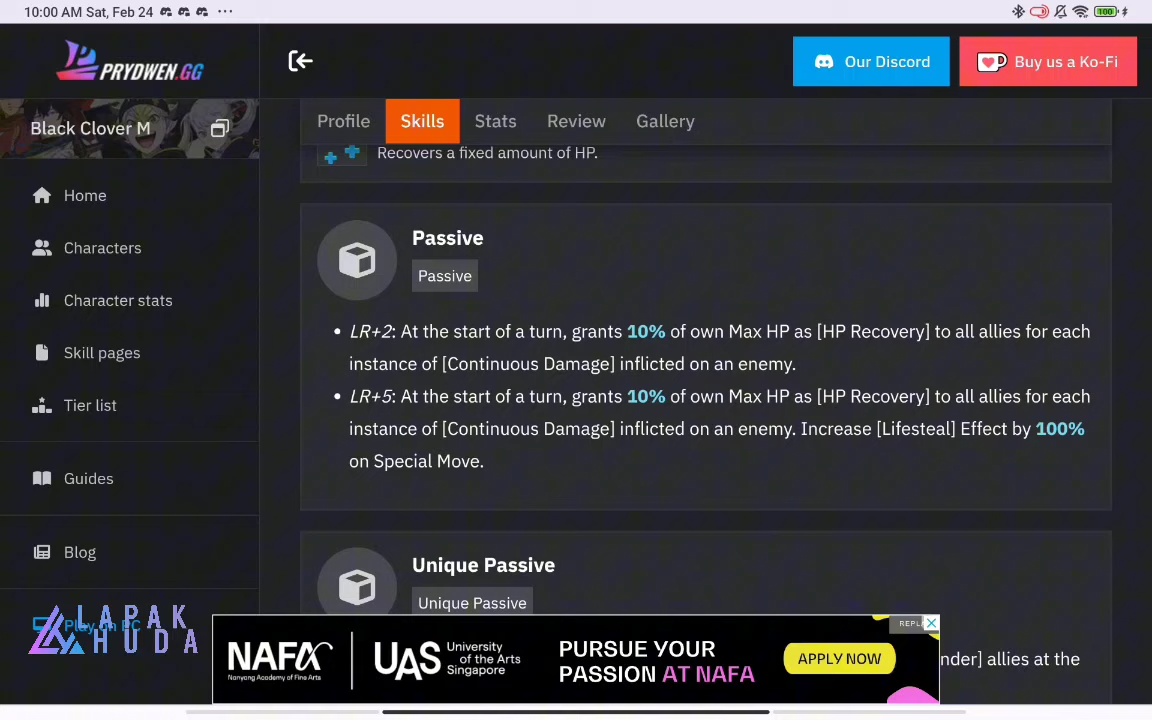 10:00 AM Sat, Feb 24 ... 100
PRYDWEN.GG
Our Discord
Buy us a Ko-Fi
Black Clover M
Profile Skills Stats Review Gallery
Recovers a fixed amount of HP.
Home
Characters
Character stats
Skill pages
Tier list
Guides
Blog
Play on PC
Passive
Passive
• LR+2: At the start of a turn, grants 10% of own Max HP as [HP Recovery] to all allies for each
instance of [Continuous Damage] inflicted on an enemy.
• LR+5: At the start of a turn, grants 10% of own Max HP as [HP Recovery] to all allies for each
instance of [Continuous Damage] inflicted on an enemy. Increase [Lifesteal] Effect by 100%
on Special Move.
Unique Passive
Unique Passive
nder] allies at the
LAPAK
HUDA
NAFA
Nanyang Academy of Fine Arts
UAS University
of the Arts
Singapore
PURSUE YOUR
PASSION AT NAFA
APPLY NOW
REPL